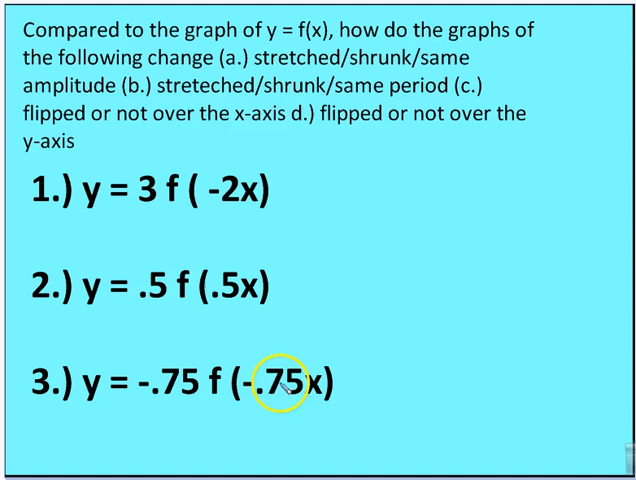 Compared to the graph of y = f(x), how do the graphs of
the following change (a.) stretched/shrunk/same
amplitude (b.) streteched/shrunk/same period (c.)
flipped or not over the x-axis d.) flipped or not over the
y-axis
1.) y = 3 f ( -2x)
2.) y = .5 f (.5x)
3.) y = -.75 f (-.75x)